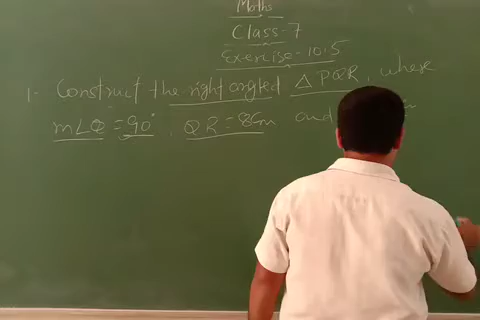 Maths
Class-7
Exercise-10.5
1- Construct the right angled △ PQR, where
m∠Q = 90°, QR = 8cm and